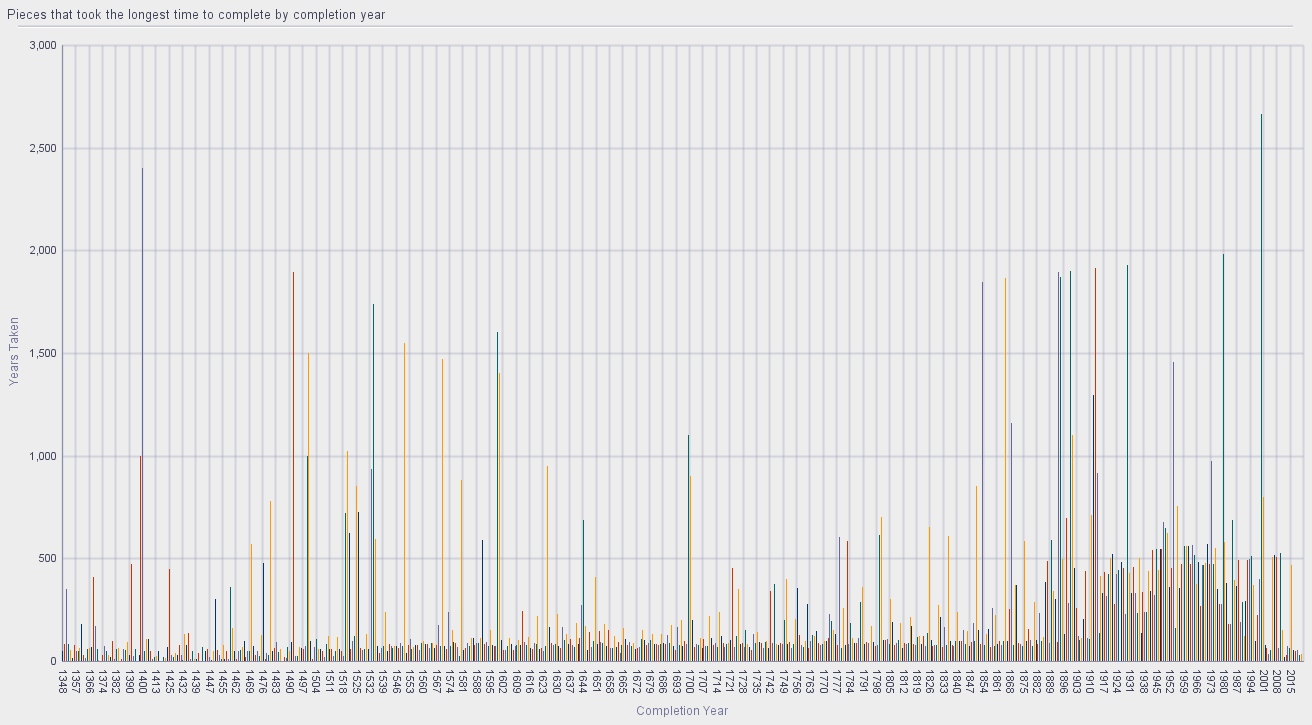 Pieces that took the longest time to complete by completion year
3,000
2,500
2,000
1,500
1,000
500
0
Years Taken
1348 1357 1366 1374 1382 1390 1400 1413 1425 1432 1439 1447 1455 1462 1469 1476 1483 1490 1497 1504 1511 1518 1525 1532 1539 1546 1553 1560 1567 1574 1581 1588 1595 1602 1609 1616 1623 1630 1637 1644 1651 1658 1665 1672 1679 1686 1693 1700 1707 1714 1721 1728 1735 1742 1749 1756 1763 1770 1777 1784 1791 1798 1805 1812 1819 1826 1833 1840 1847 1854 1861 1868 1875 1882 1889 1896 1903 1910 1917 1924 1931 1938 1945 1952 1959 1966 1973 1980 1987 1994 2001 2008 2015
Completion Year